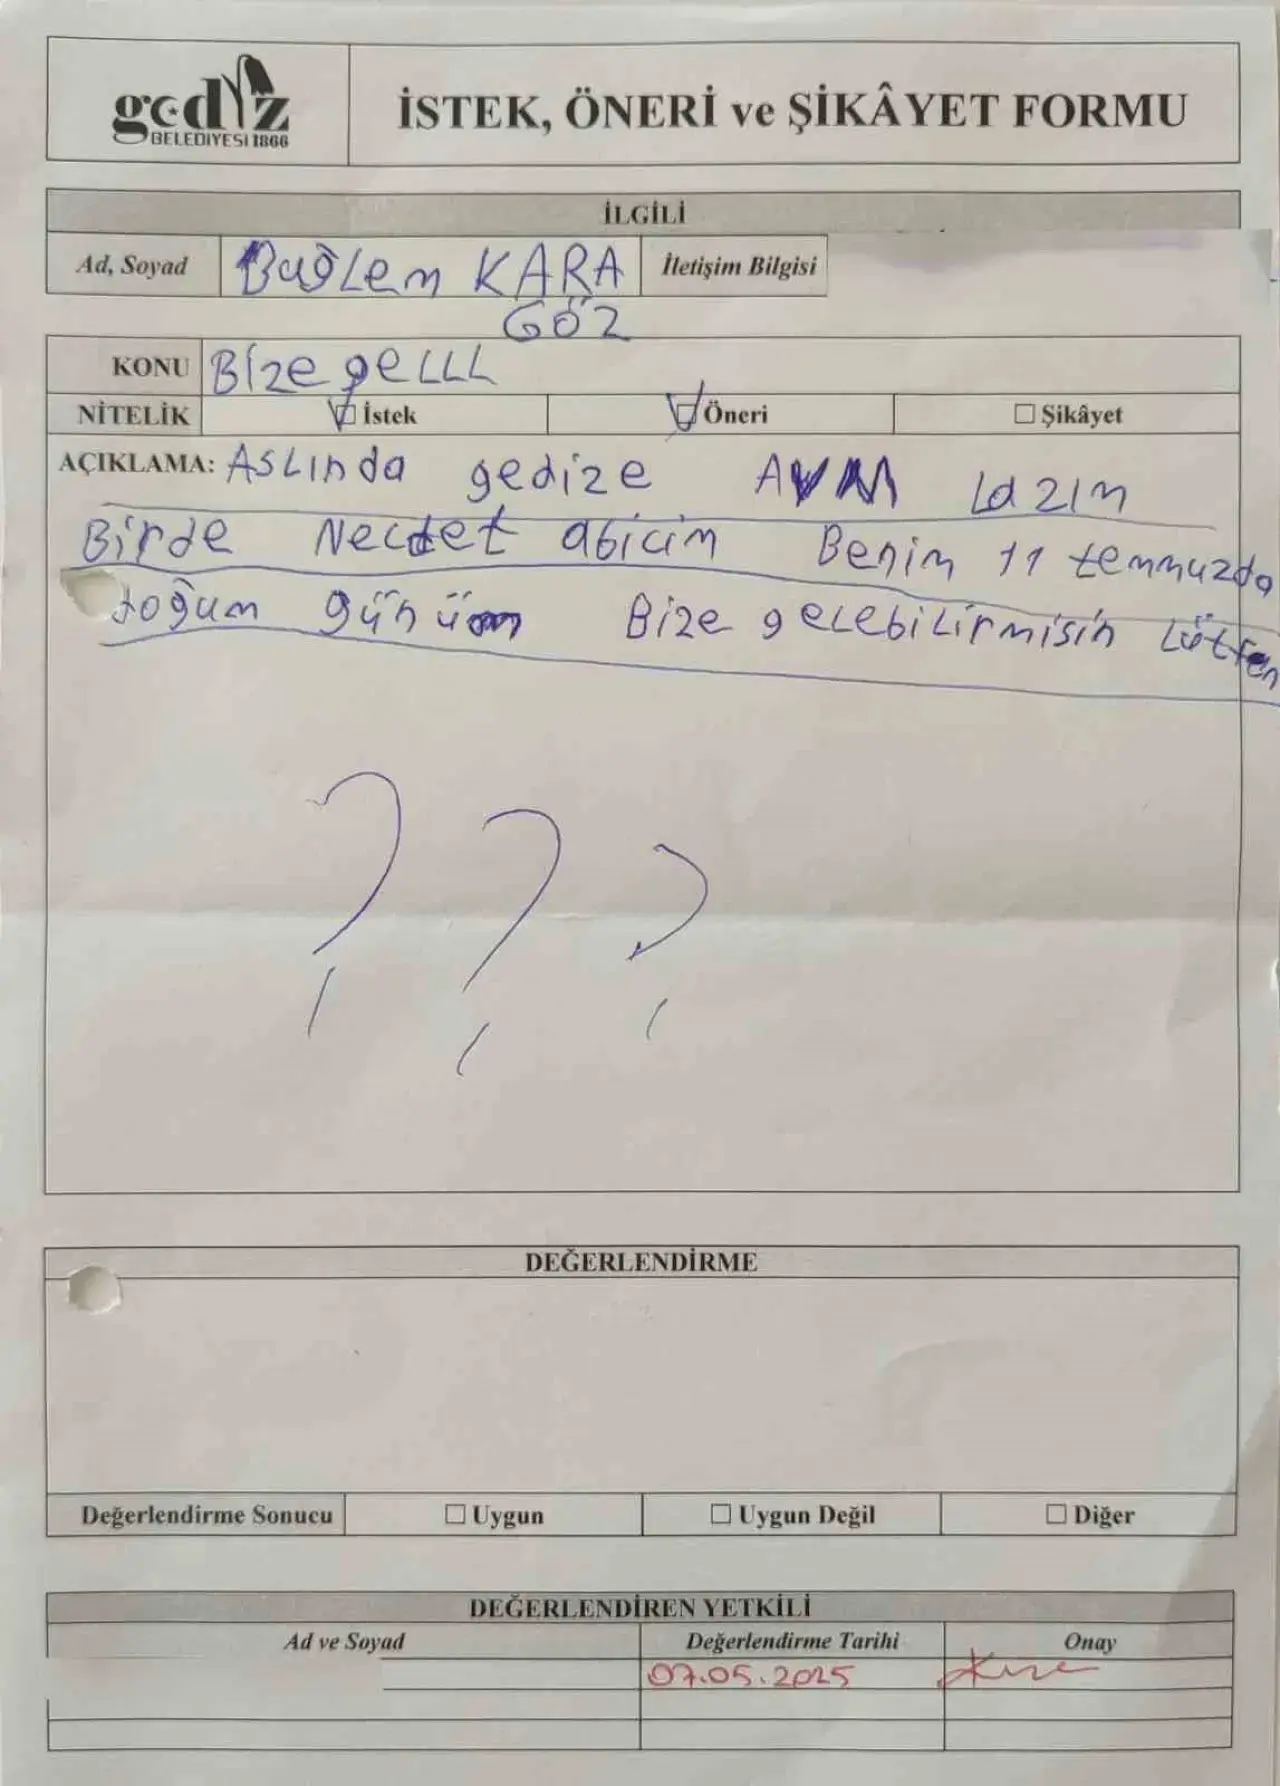 gediz
BELEDİYESİ 1866
İSTEK, ÖNERİ ve ŞİKÂYET FORMU
İLGİLİ
Ad, Soyad Buğlem KARA İletişim Bilgisi
GÖZ
KONU Bize gelLL
NİTELİK ☑ İstek ☑ Öneri ☐ Şikâyet
AÇIKLAMA: Aslında gedize AVM Lazım
Birde Necdet abicim Benim 11 temmuzda
doğum günüm Bize gelebilirmisin Lütfen
? ? ?
DEĞERLENDİRME
Değerlendirme Sonucu ☐ Uygun ☐ Uygun Değil ☐ Diğer
DEĞERLENDİREN YETKİLİ
Ad ve Soyad Değerlendirme Tarihi Onay
07.05.2025